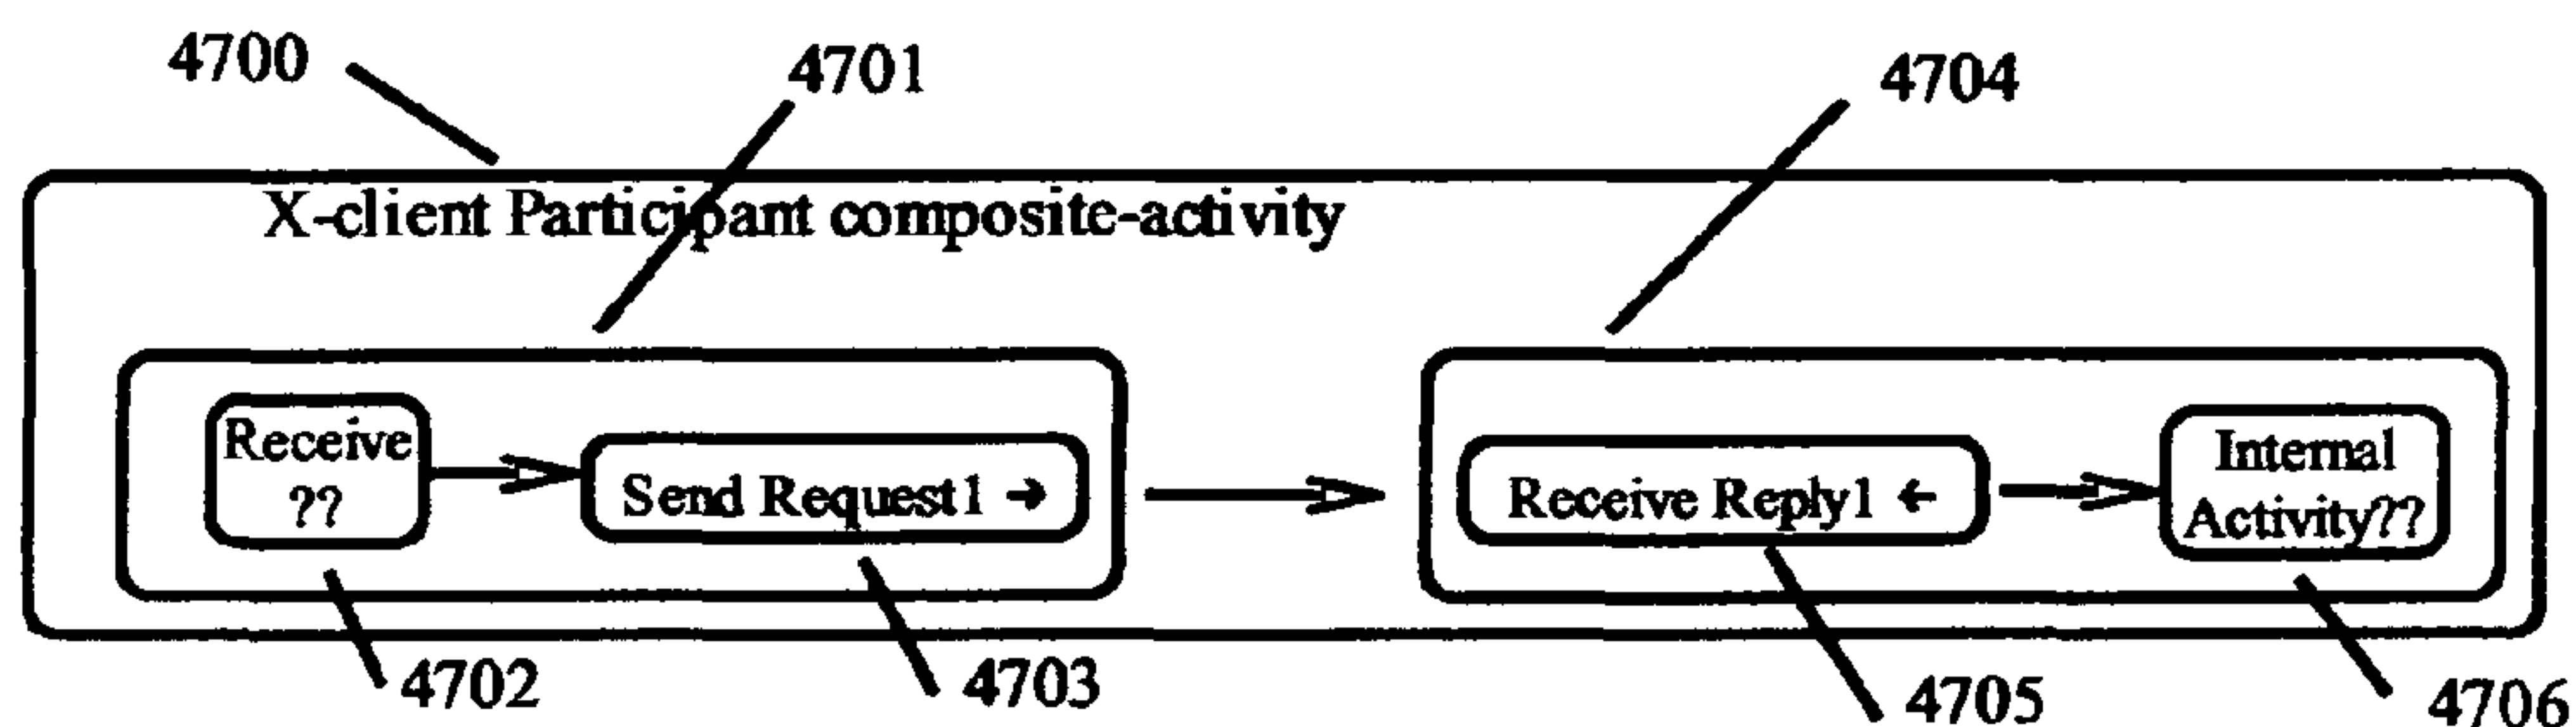 4700
4701
4704
X-client Participant composite-activity
Receive
??
Send Request1 →
Receive Reply1 ←
Internal
Activity??
4702
4703
4705
4706